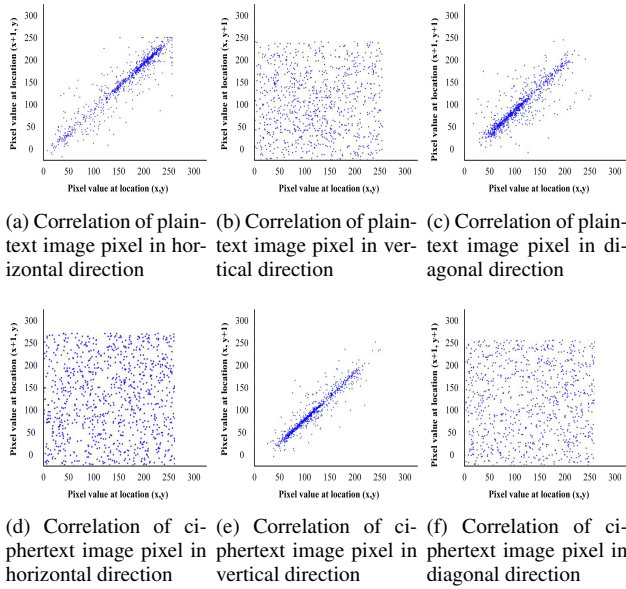 Pixel value at location (x+1, y)
300
250
200
150
100
50
0
0 50 100 150 200 250 300
Pixel value at location (x,y)
(a) Correlation of plain-
text image pixel in hor-
izontal direction
Pixel value at location (x, y+1)
300
250
200
150
100
50
0
0 50 100 150 200 250 300
Pixel value at location (x,y)
(b) Correlation of plain-
text image pixel in ver-
tical direction
Pixel value at location (x+1, y+1)
300
250
200
150
100
50
0
0 50 100 150 200 250 300
Pixel value at location (x,y)
(c) Correlation of plain-
text image pixel in di-
agonal direction
Pixel value at location (x+1, y)
300
250
200
150
100
50
0
0 50 100 150 200 250 300
Pixel value at location (x,y)
(d) Correlation of ci-
phertext image pixel in
horizontal direction
Pixel value at location (x, y+1)
300
250
200
150
100
50
0
0 50 100 150 200 250 300
Pixel value at location (x,y)
(e) Correlation of ci-
phertext image pixel in
vertical direction
Pixel value at location (x+1, y+1)
300
250
200
150
100
50
0
0 50 100 150 200 250 300
Pixel value at location (x,y)
(f) Correlation of ci-
phertext image pixel in
diagonal direction